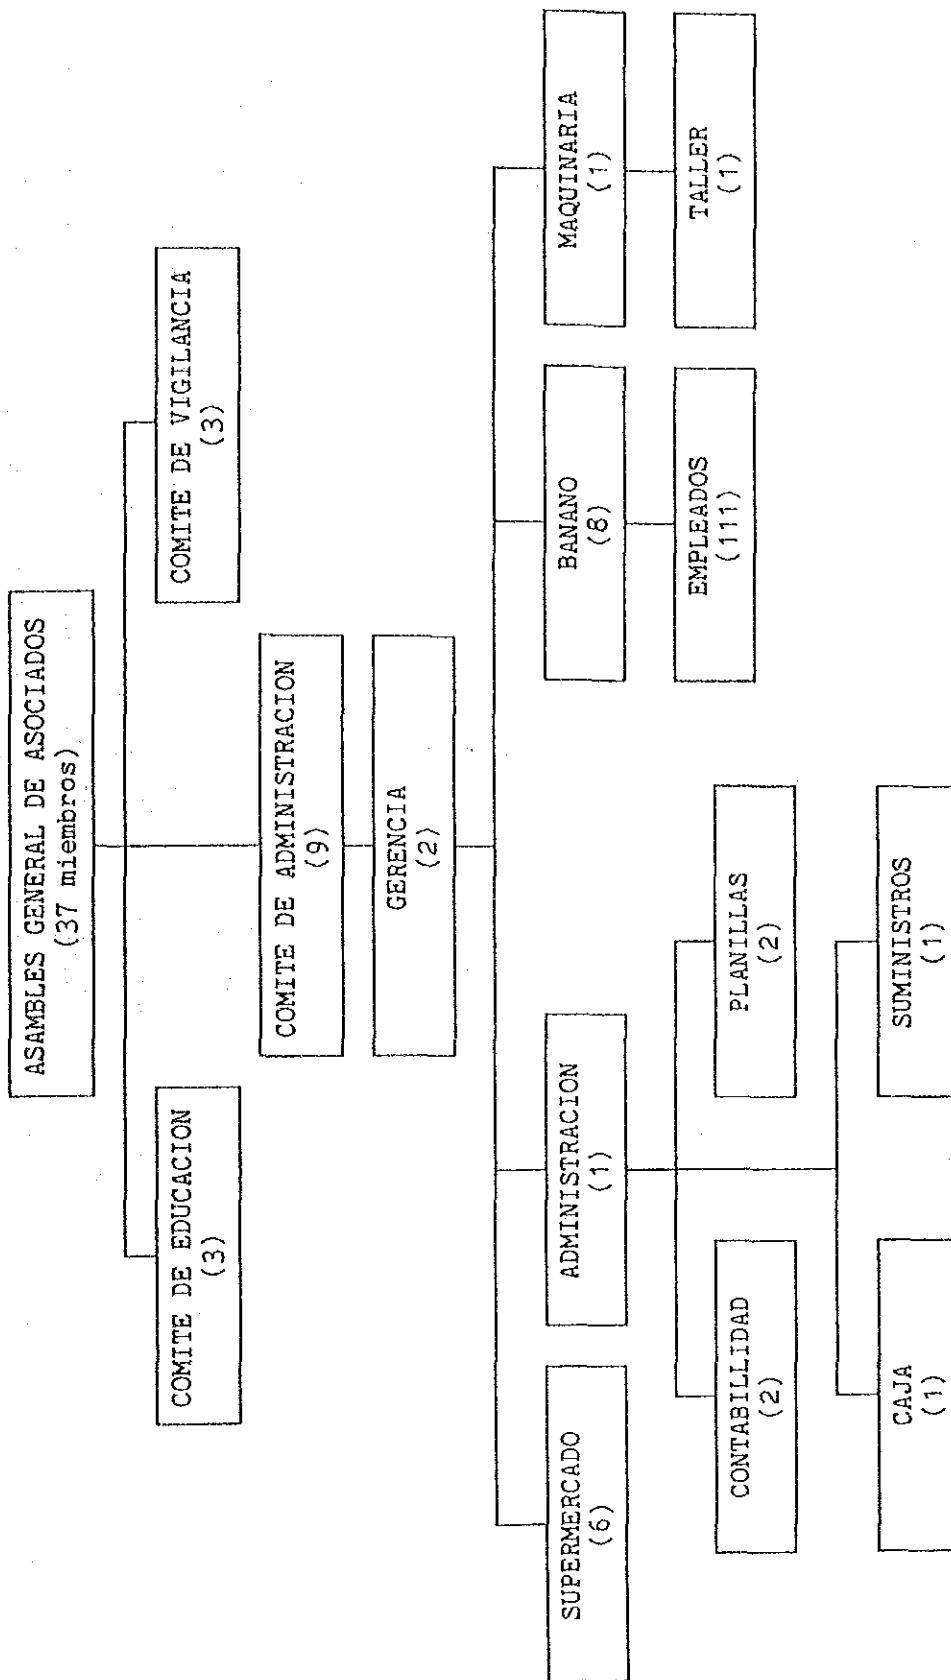 ASAMBLES GENERAL DE ASOCIADOS
(37 miembros)
COMITE DE EDUCACION
(3)
COMITE DE VIGILANCIA
(3)
COMITE DE ADMINISTRACION
(9)
GERENCIA
(2)
SUPERMERCADO
(6)
ADMINISTRACION
(1)
BANANO
(8)
MAQUINARIA
(1)
EMPLEADOS
(111)
TALLER
(1)
CONTABILLIDAD
(2)
PLANILLAS
(2)
CAJA
(1)
SUMINISTROS
(1)